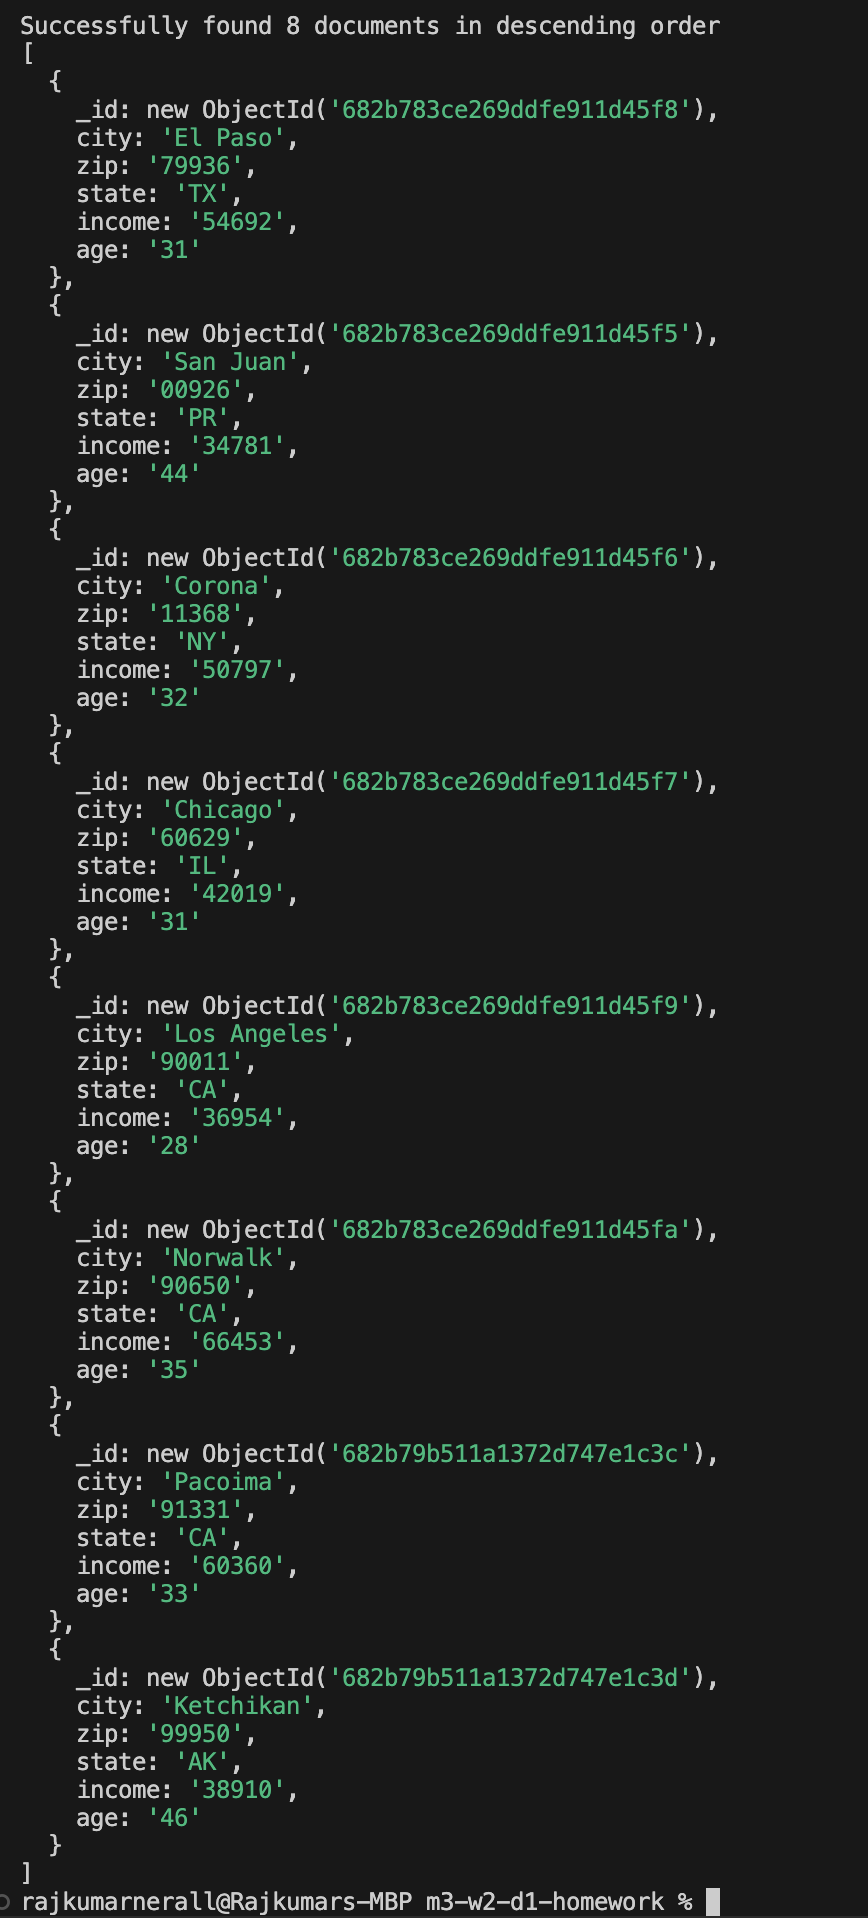 Successfully found 8 documents in descending order
[
  {
    _id: new ObjectId('682b783ce269ddfe911d45f8'),
    city: 'El Paso',
    zip: '79936',
    state: 'TX',
    income: '54692',
    age: '31'
  },
  {
    _id: new ObjectId('682b783ce269ddfe911d45f5'),
    city: 'San Juan',
    zip: '00926',
    state: 'PR',
    income: '34781',
    age: '44'
  },
  {
    _id: new ObjectId('682b783ce269ddfe911d45f6'),
    city: 'Corona',
    zip: '11368',
    state: 'NY',
    income: '50797',
    age: '32'
  },
  {
    _id: new ObjectId('682b783ce269ddfe911d45f7'),
    city: 'Chicago',
    zip: '60629',
    state: 'IL',
    income: '42019',
    age: '31'
  },
  {
    _id: new ObjectId('682b783ce269ddfe911d45f9'),
    city: 'Los Angeles',
    zip: '90011',
    state: 'CA',
    income: '36954',
    age: '28'
  },
  {
    _id: new ObjectId('682b783ce269ddfe911d45fa'),
    city: 'Norwalk',
    zip: '90650',
    state: 'CA',
    income: '66453',
    age: '35'
  },
  {
    _id: new ObjectId('682b79b511a1372d747e1c3c'),
    city: 'Pacoima',
    zip: '91331',
    state: 'CA',
    income: '60360',
    age: '33'
  },
  {
    _id: new ObjectId('682b79b511a1372d747e1c3d'),
    city: 'Ketchikan',
    zip: '99950',
    state: 'AK',
    income: '38910',
    age: '46'
  }
]
rajkumarnerall@Rajkumars-MBP m3-w2-d1-homework %